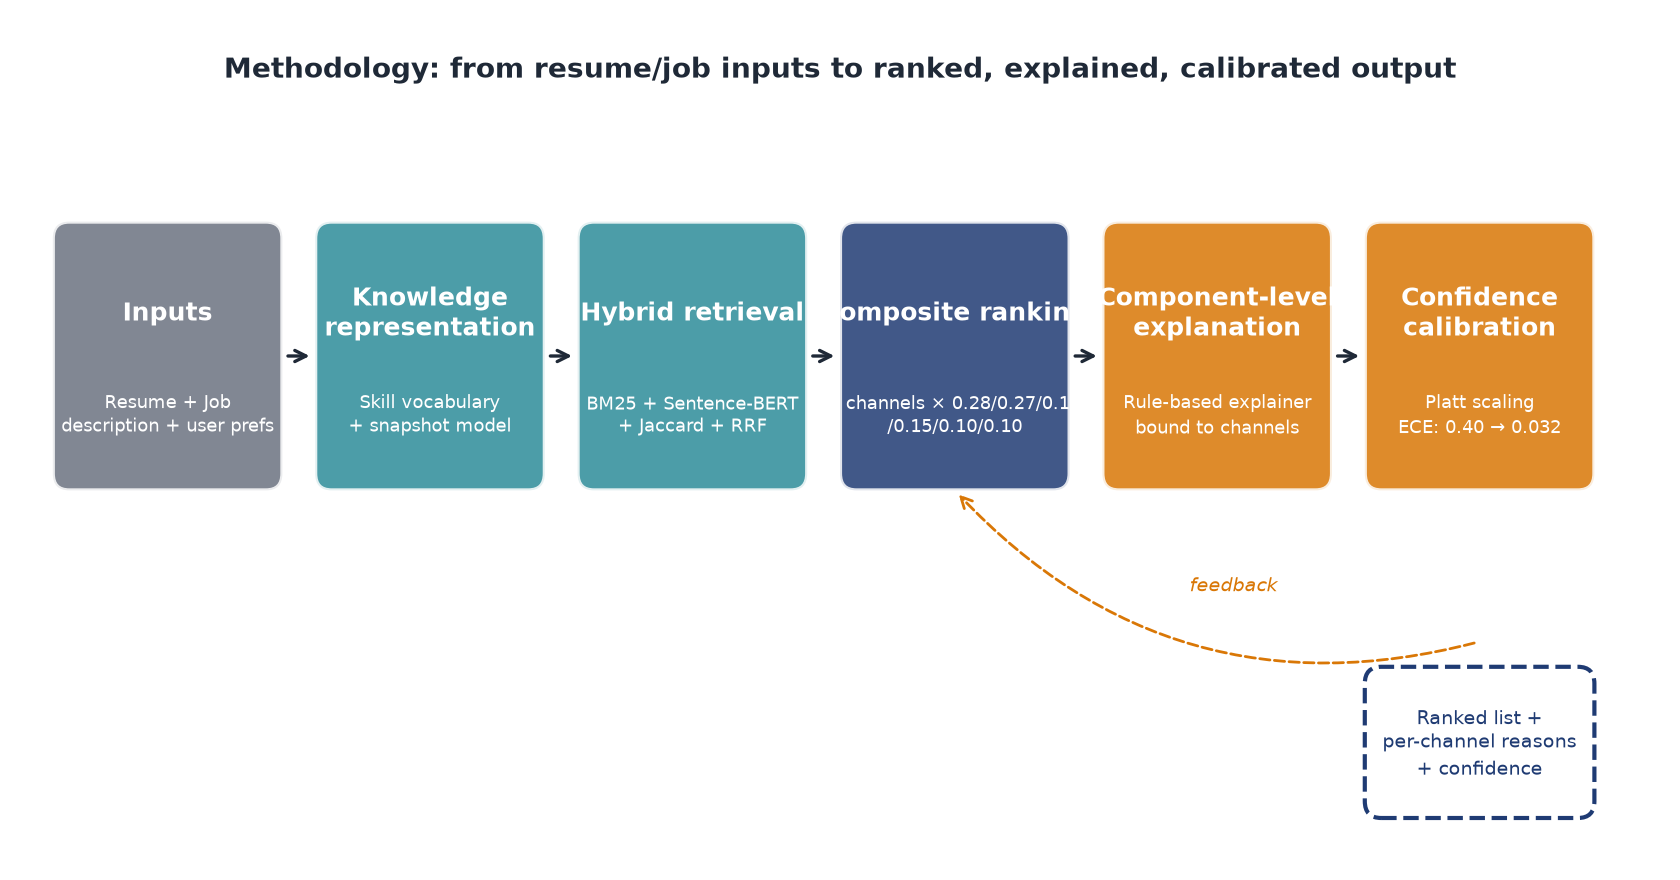 Methodology: from resume/job inputs to ranked, explained, calibrated output
Inputs
Resume + Job
description + user prefs
Knowledge
representation
Skill vocabulary
+ snapshot model
Hybrid retrieval
BM25 + Sentence-BERT
+ Jaccard + RRF
omposite rankin
channels × 0.28/0.27/0.1
/0.15/0.10/0.10
Component-level
explanation
Rule-based explainer
bound to channels
Confidence
calibration
Platt scaling
ECE: 0.40 → 0.032
feedback
Ranked list +
per-channel reasons
+ confidence